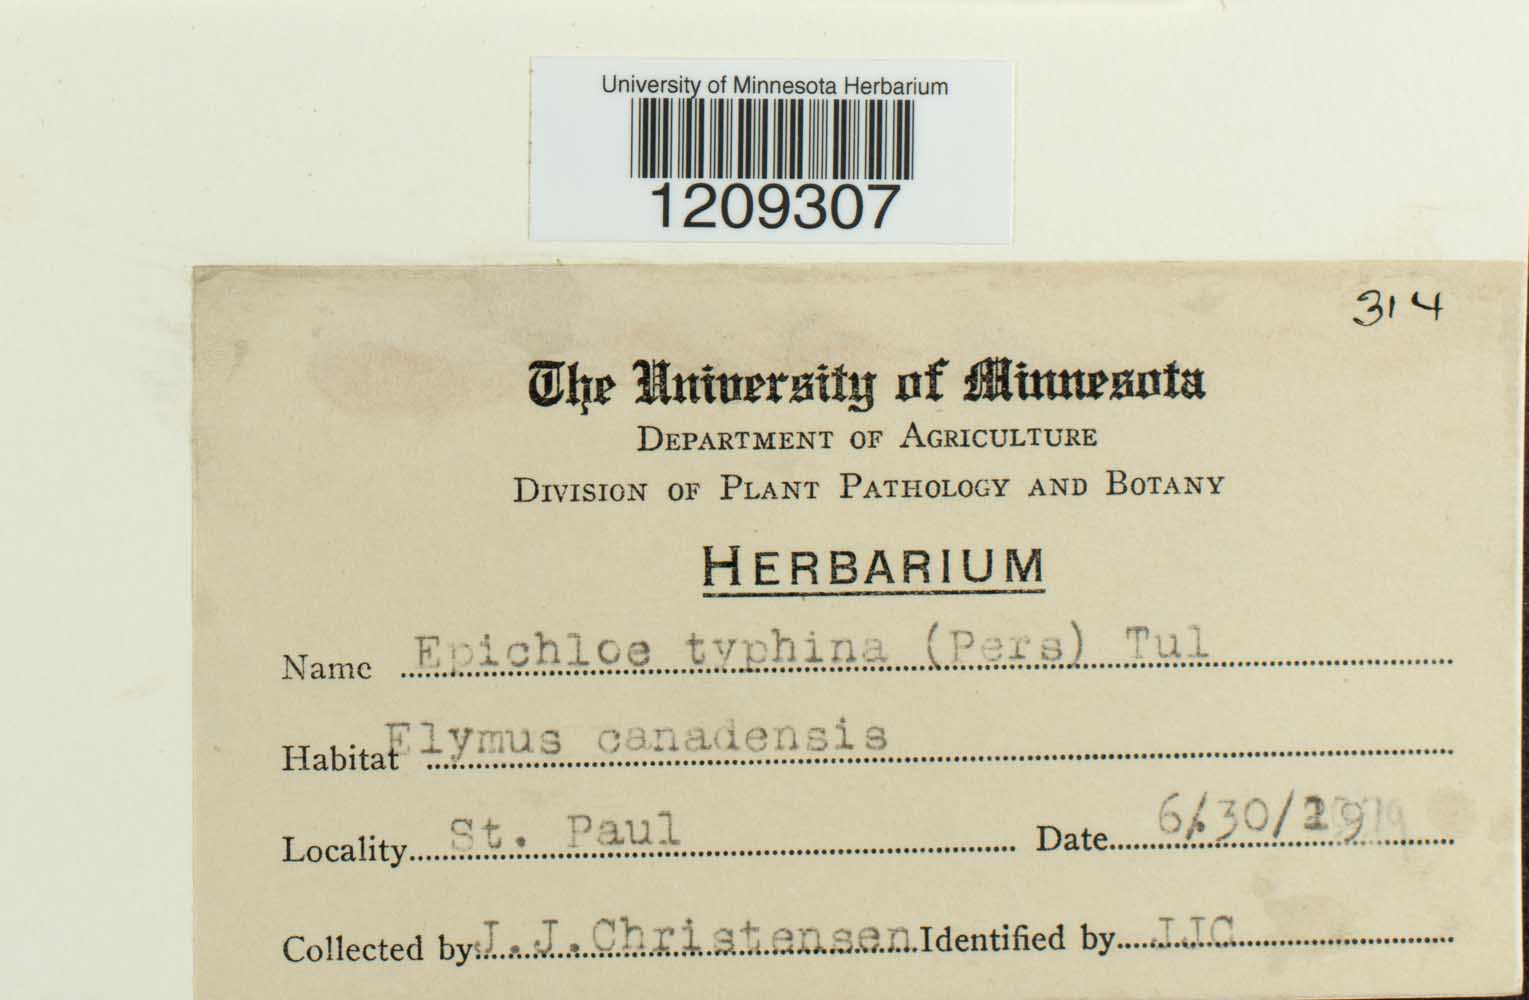 University of Minnesota Herbarium
1209307
314
The University of Minnesota
DEPARTMENT OF AGRICULTURE
DIVISION OF PLANT PATHOLOGY AND BOTANY
HERBARIUM
Name Epichloe typhina (Pers) Tul
Habitat Elymus canadensis
Locality St. Paul Date 6/30/
Collected by J.J.Christensen Identified by JJC